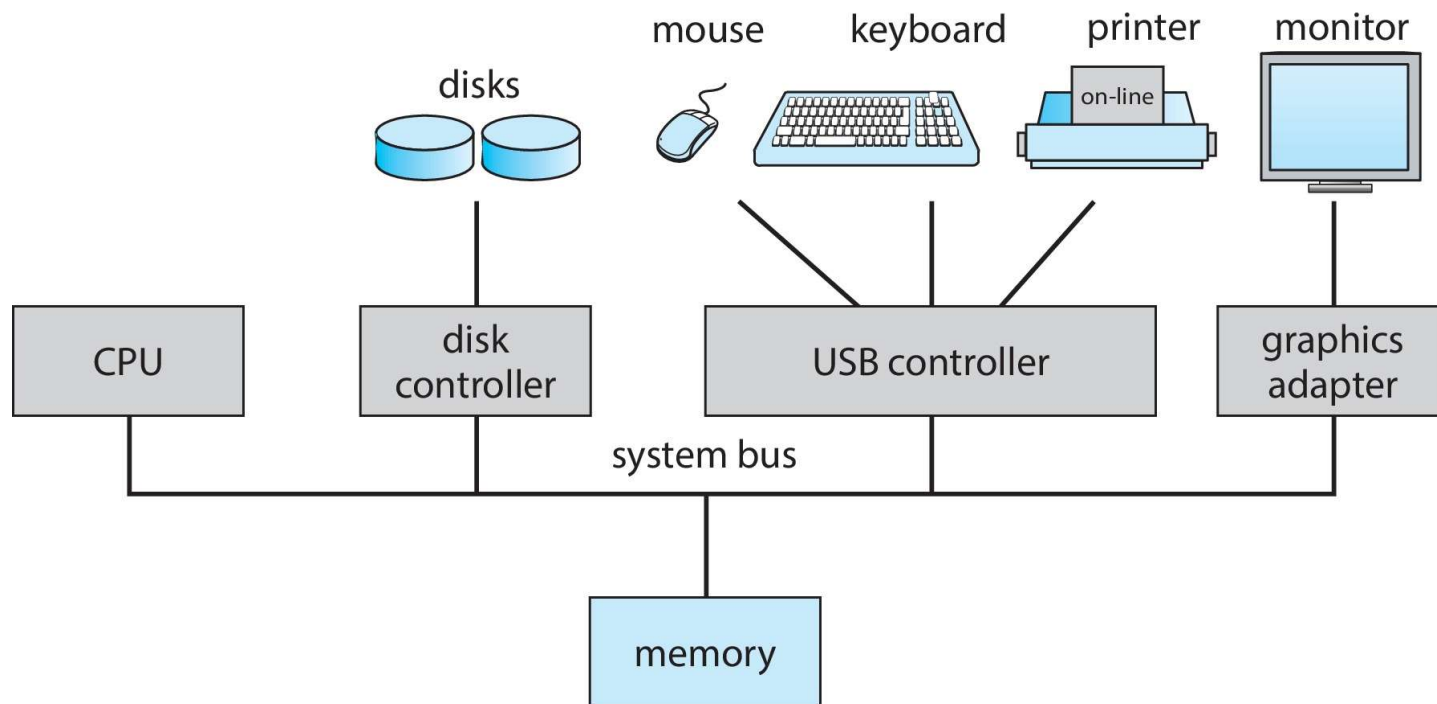 mouse
keyboard
printer
monitor
disks
on-line
CPU
disk
controller
USB controller
graphics
adapter
system bus
memory